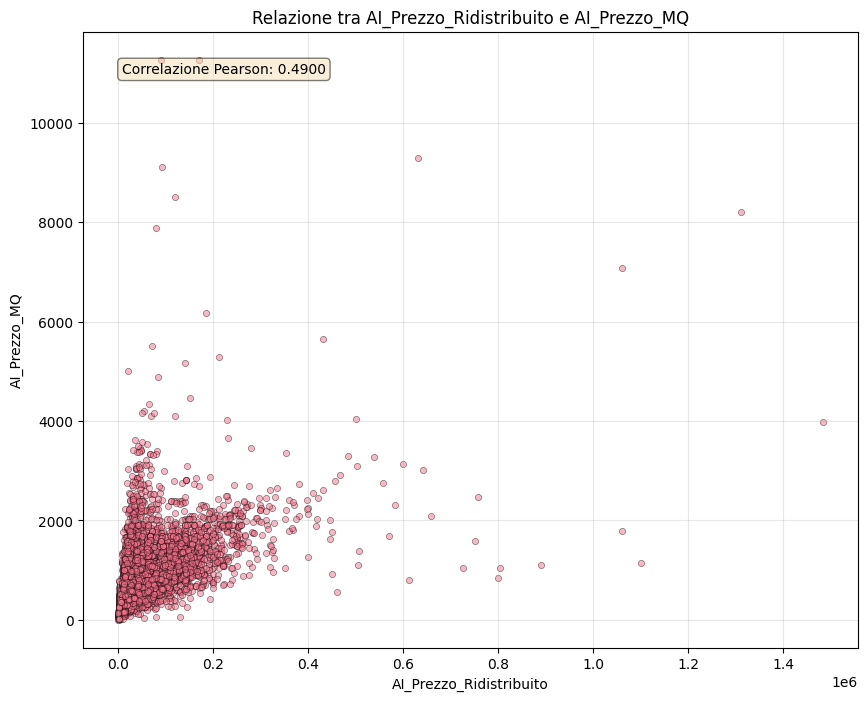 Relazione tra AI_Prezzo_Ridistribuito e AI_Prezzo_MQ
Correlazione Pearson: 0.4900
10000
8000
6000
4000
2000
0
AI_Prezzo_MQ
0.0 0.2 0.4 0.6 0.8 1.0 1.2 1.4
1e6
AI_Prezzo_Ridistribuito